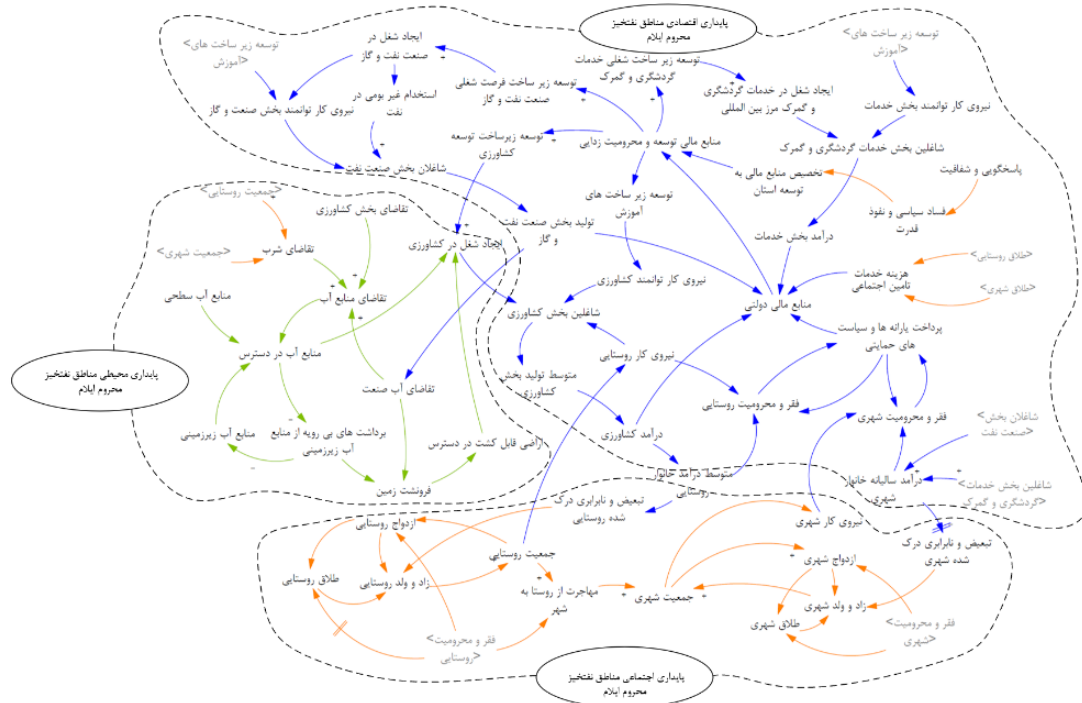 پایداری اقتصادی مناطق نفتخیز
محروم ایلام
<توسعه زیر ساخت های
آموزش>
ایجاد شغل در
صنعت نفت و گاز
توسعه زیر ساخت شغلی خدمات
گردشگری و گمرک
<توسعه زیر ساخت های
آموزش>
نیروی کار توانمند بخش صنعت و گاز
استخدام غیر بومی در
نفت
توسعه زیر ساخت فرصت شغلی
صنعت نفت و گاز
ایجاد شغل در خدمات گردشگری
و گمرک مرز بین المللی
نیروی کار توانمند بخش خدمات
توسعه زیرساخت توسعه
کشاورزی
منابع مالی توسعه و محرومیت زدایی
شاغلین بخش خدمات گردشگری و گمرک
شاغلان بخش صنعت نفت
تخصیص منابع مالی به
توسعه استان
پاسخگویی و شفافیت
<جمعیت روستایی>
تقاضای بخش کشاورزی
توسعه زیر ساخت های
آموزش
فساد سیاسی و نفوذ
قدرت
تولید بخش صنعت نفت
و گاز
درآمد بخش خدمات
<جمعیت شهری>
تقاضای شرب
ایجاد شغل در کشاورزی
<طلاق روستایی>
نیروی کار توانمند کشاورزی
هزینه خدمات
تامین اجتماعی
<طلاق شهری>
منابع آب سطحی
تقاضای منابع آب
شاغلین بخش کشاورزی
منابع مالی دولتی
پرداخت یارانه ها و سیاست
های حمایتی
منابع آب در دسترس
نیروی کار روستایی
پایداری محیطی مناطق نفتخیز
محروم ایلام
متوسط تولید بخش
کشاورزی
تقاضای آب صنعت
فقر و محرومیت روستایی
فقر و محرومیت شهری
<شاغلان بخش
صنعت نفت>
منابع آب زیرزمینی
برداشت های بی رویه از منابع
آب زیرزمینی
اراضی قابل کشت در دسترس
درآمد کشاورزی
متوسط درآمد خانوار
روستایی
درآمد سالیانه خانوار
شهری
<شاغلین بخش خدمات
گردشگری و گمرک>
فرونشت زمین
تبعیض و نابرابری درک
شده روستایی
نیروی کار شهری
ازدواج روستایی
تبعیض و نابرابری درک
شده شهری
جمعیت روستایی
ازدواج شهری
طلاق روستایی
زاد و ولد روستایی
مهاجرت از روستا به
شهر
جمعیت شهری
زاد و ولد شهری
طلاق شهری
<فقر و محرومیت
روستایی>
<فقر و محرومیت
شهری>
پایداری اجتماعی مناطق نفتخیز
محروم ایلام